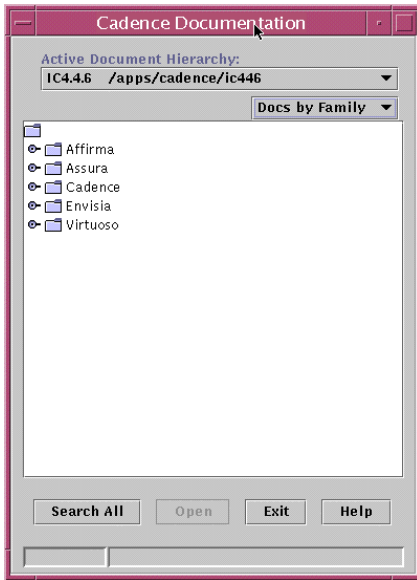 Cadence Documentation
Active Document Hierarchy:
IC4.4.6 /apps/cadence/ic446
Docs by Family
Affirma
Assura
Cadence
Envisia
Virtuoso
Search All Open Exit Help